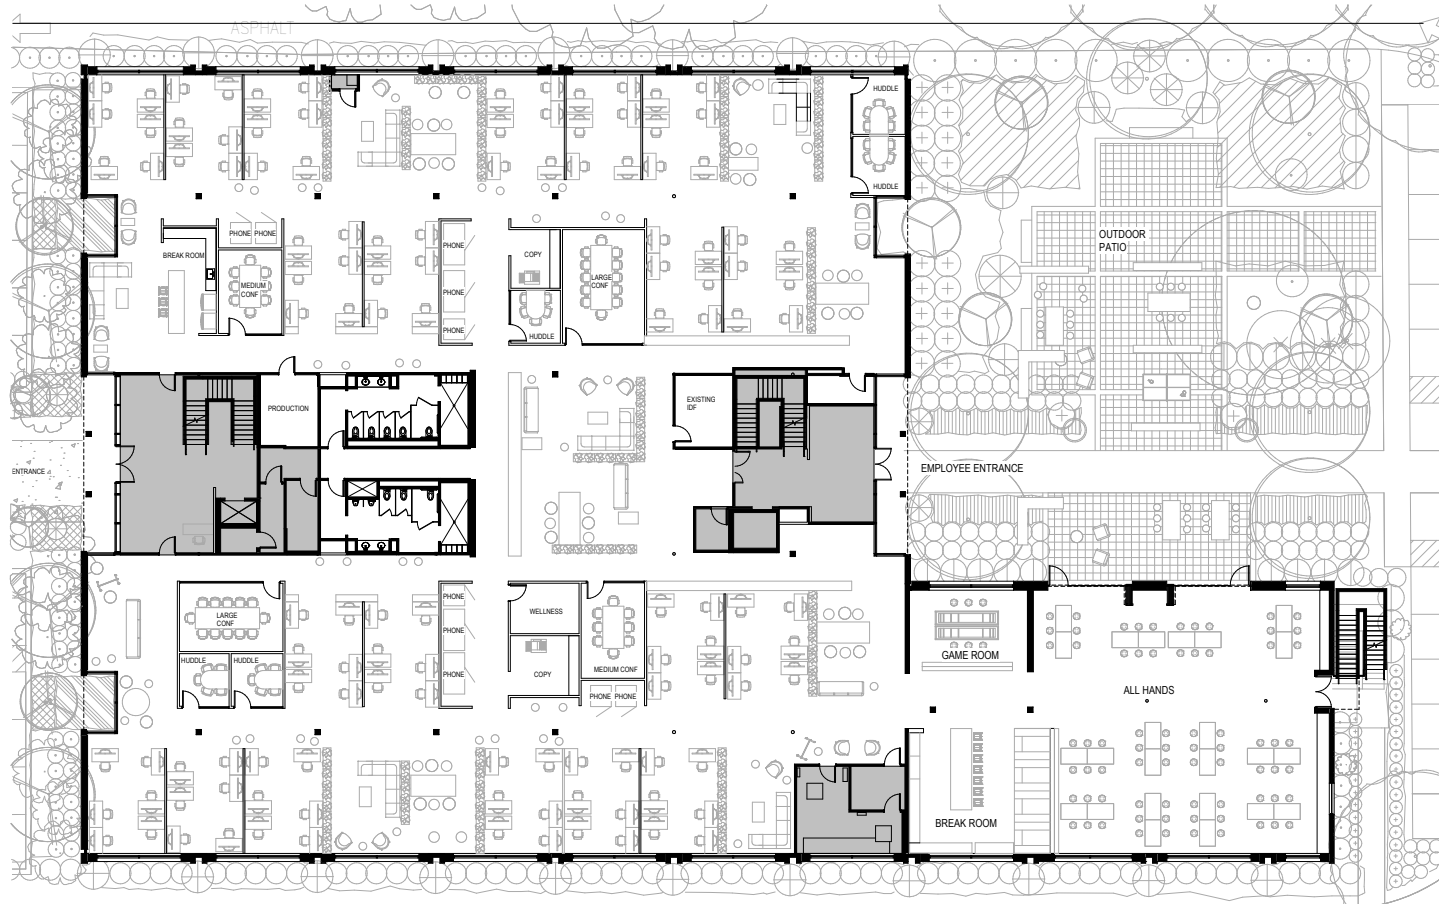 ASPHALT
HUDDLE
HUDDLE
PHONE PHONE
OUTDOOR
PATIO
BREAK ROOM
PHONE
COPY
LARGE
CONF
MEDIUM
CONF
PHONE
PHONE
HUDDLE
PRODUCTION
EXISTING
IDF
ENTRANCE
EMPLOYEE ENTRANCE
PHONE
WELLNESS
LARGE
CONF
PHONE
GAME ROOM
HUDDLE HUDDLE
MEDIUM CONF
PHONE
COPY
ALL HANDS
PHONE PHONE
BREAK ROOM